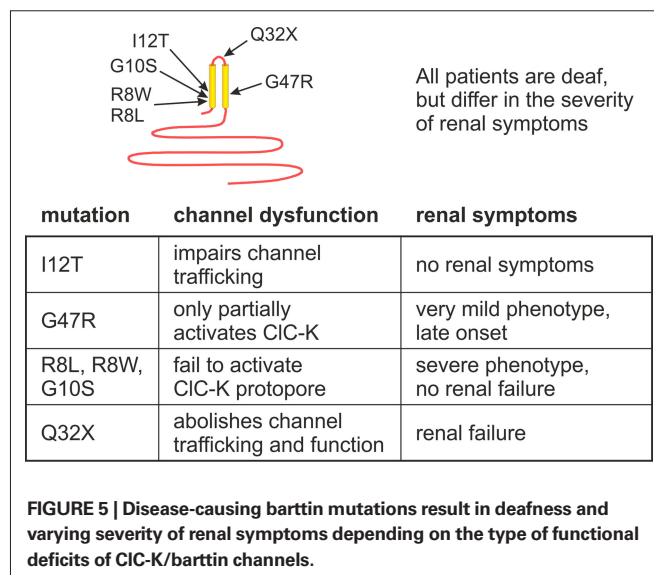 I12T
Q32X
G10S
G47R
R8W
R8L
All patients are deaf,
but differ in the severity
of renal symptoms
mutation channel dysfunction renal symptoms
I12T
impairs channel
trafficking
no renal symptoms
G47R
only partially
activates ClC-K
very mild phenotype,
late onset
R8L, R8W,
G10S
fail to activate
ClC-K protopore
severe phenotype,
no renal failure
Q32X
abolishes channel
trafficking and function
renal failure
FIGURE 5 | Disease-causing barttin mutations result in deafness and
varying severity of renal symptoms depending on the type of functional
deficits of ClC-K/barttin channels.